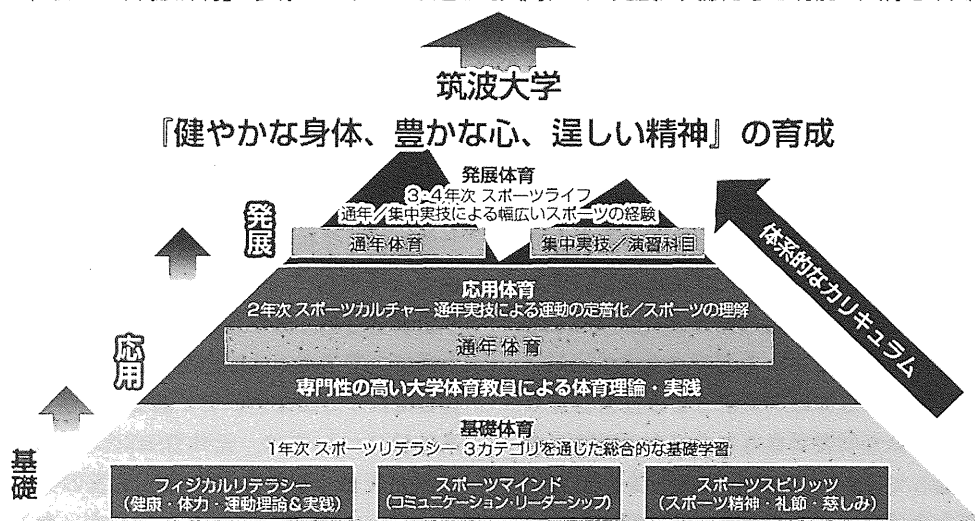 筑波大学
『健やかな身体、豊かな心、逞しい精神』の育成
発展体育
3・4年次 スポーツライフ
通年／集中実技による幅広いスポーツの経験
発展
通年体育
集中実技／演習科目
体系的なカリキュラム
応用体育
2年次 スポーツカルチャー 通年実技による運動の定着化／スポーツの理解
応用
通年体育
専門性の高い大学体育教員による体育理論・実践
基礎体育
1年次 スポーツリテラシー 3カテゴリを通じた総合的な基礎学習
基礎
フィジカルリテラシー
(健康・体力・運動理論&実践)
スポーツマインド
(コミュニケーション・リーダーシップ)
スポーツスピリッツ
(スポーツ精神・礼節・慈しみ)